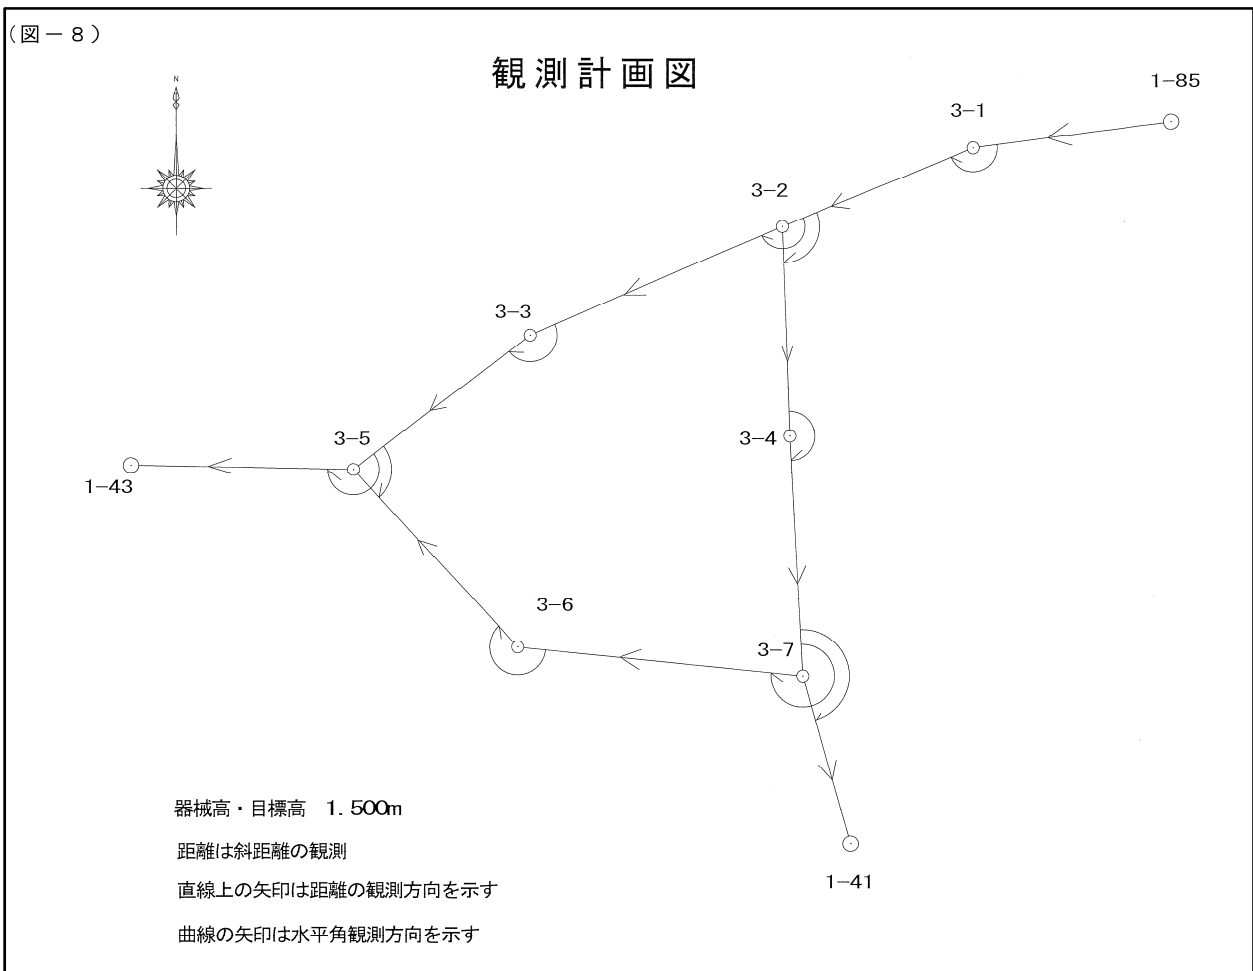 (図－８)
観測計画図
N
1-85
3-1
3-2
3-3
3-5
3-4
1-43
3-6
3-7
器械高・目標高　１.５００m
距離は斜距離の観測
1-41
直線上の矢印は距離の観測方向を示す
曲線の矢印は水平角観測方向を示す